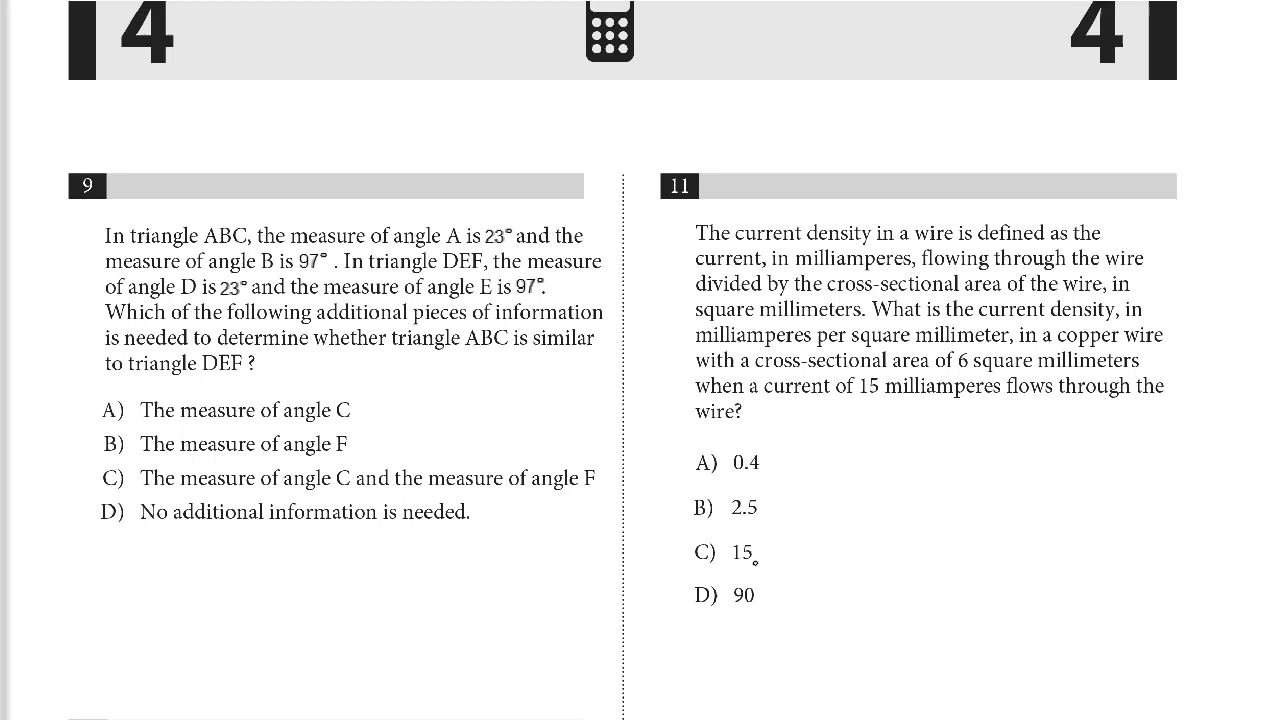 4
4
9
In triangle ABC, the measure of angle A is 23° and the
measure of angle B is 97° . In triangle DEF, the measure
of angle D is 23° and the measure of angle E is 97°.
Which of the following additional pieces of information
is needed to determine whether triangle ABC is similar
to triangle DEF ?
A) The measure of angle C
B) The measure of angle F
C) The measure of angle C and the measure of angle F
D) No additional information is needed.
11
The current density in a wire is defined as the
current, in milliamperes, flowing through the wire
divided by the cross-sectional area of the wire, in
square millimeters. What is the current density, in
milliamperes per square millimeter, in a copper wire
with a cross-sectional area of 6 square millimeters
when a current of 15 milliamperes flows through the
wire?
A) 0.4
B) 2.5
C) 15
D) 90